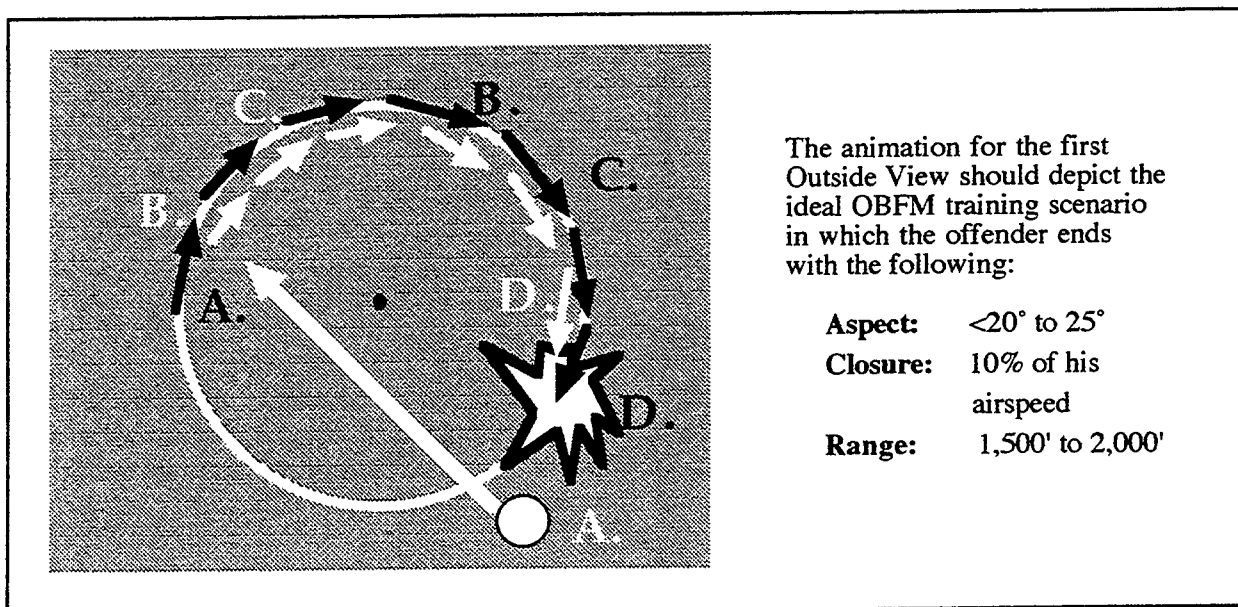 C.
B.
B.
C.
A.
D.
D.
A.
The animation for the first
Outside View should depict the
ideal OBFM training scenario
in which the offender ends
with the following:
Aspect: <20° to 25°
Closure: 10% of his
airspeed
Range: 1,500' to 2,000'